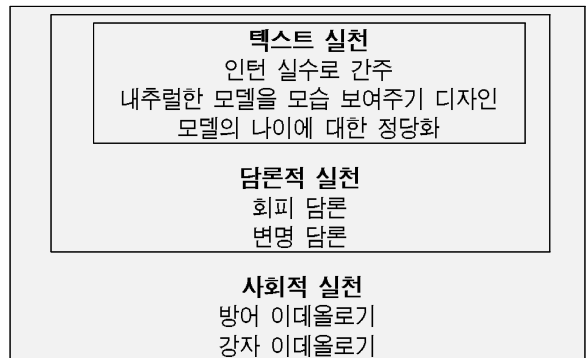 텍스트 실천
인턴 실수로 간주
내추럴한 모델을 모습 보여주기 디자인
모델의 나이에 대한 정당화
담론적 실천
회피 담론
변명 담론
사회적 실천
방어 이데올로기
강자 이데올로기